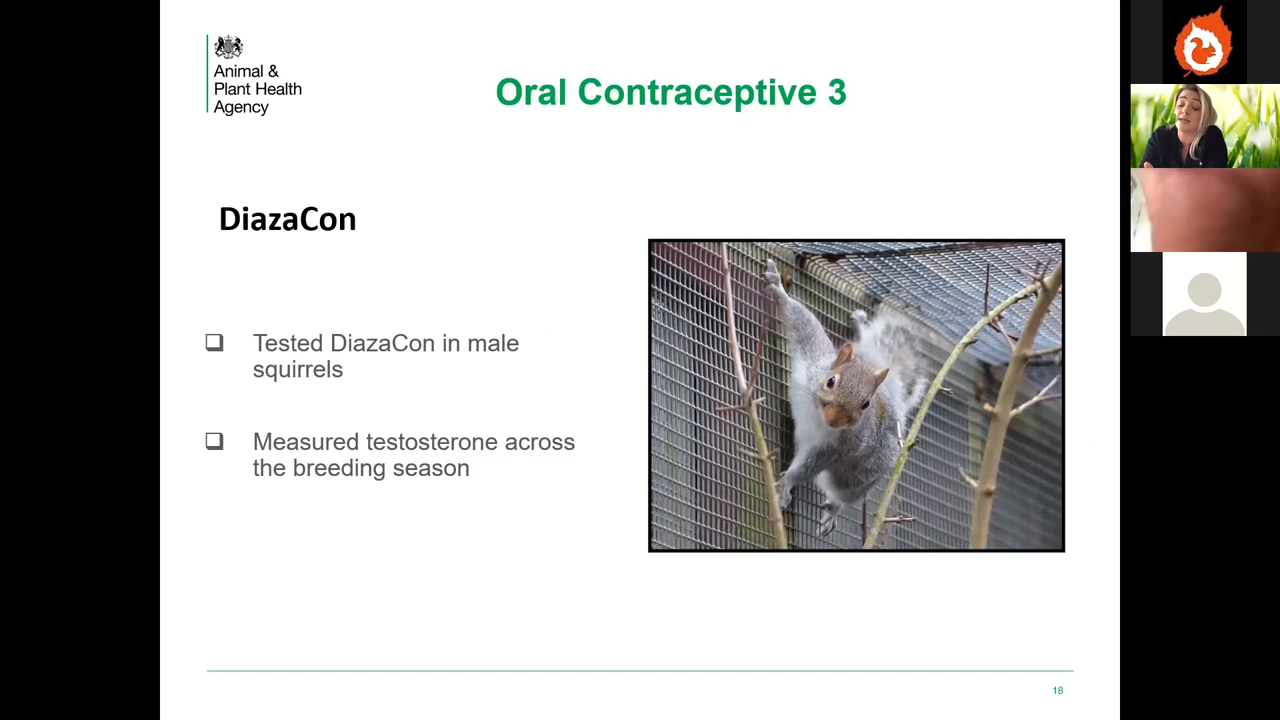 Animal &
Plant Health
Agency
Oral Contraceptive 3
DiazaCon
Tested DiazaCon in male
squirrels
Measured testosterone across
the breeding season
18